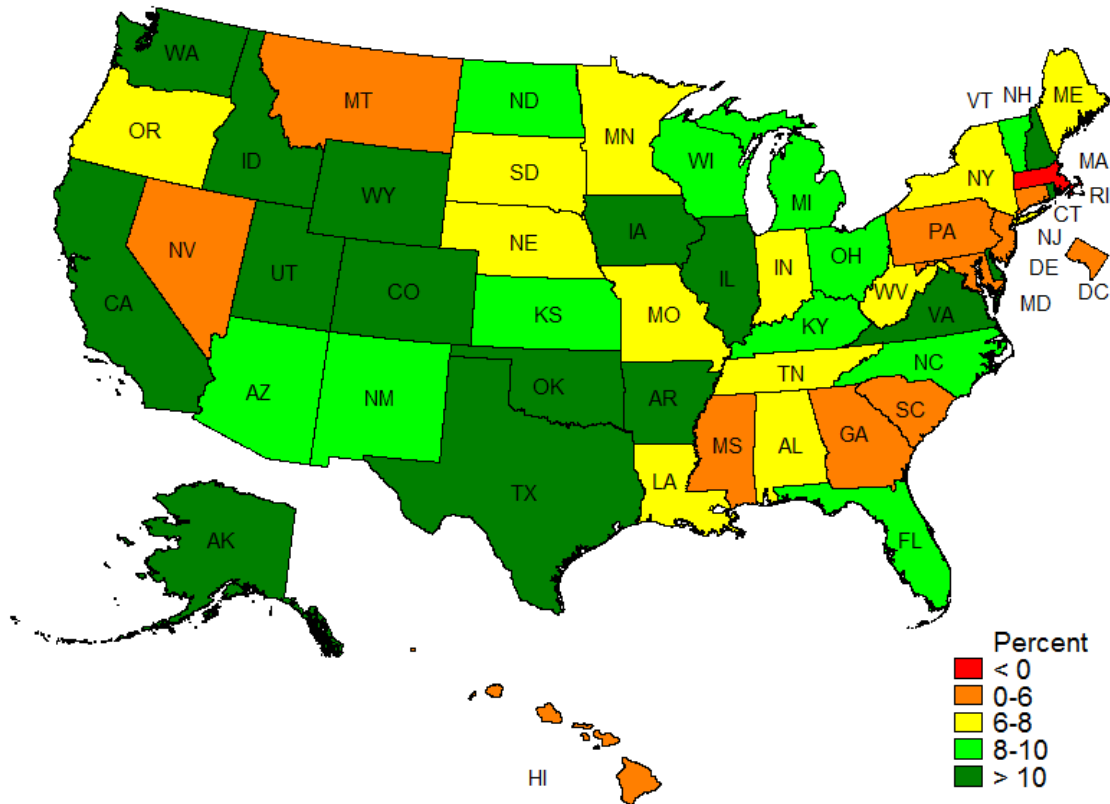 WA
MT
ND
MN
VT
NH
ME
OR
ID
WY
SD
WI
MI
NY
MA
RI
CT
NJ
NV
UT
CO
NE
IA
IL
IN
OH
PA
DE
DC
MD
CA
KS
MO
KY
WV
VA
AZ
NM
OK
AR
TN
NC
SC
TX
LA
MS
AL
GA
FL
AK
HI
Percent
< 0
0-6
6-8
8-10
> 10